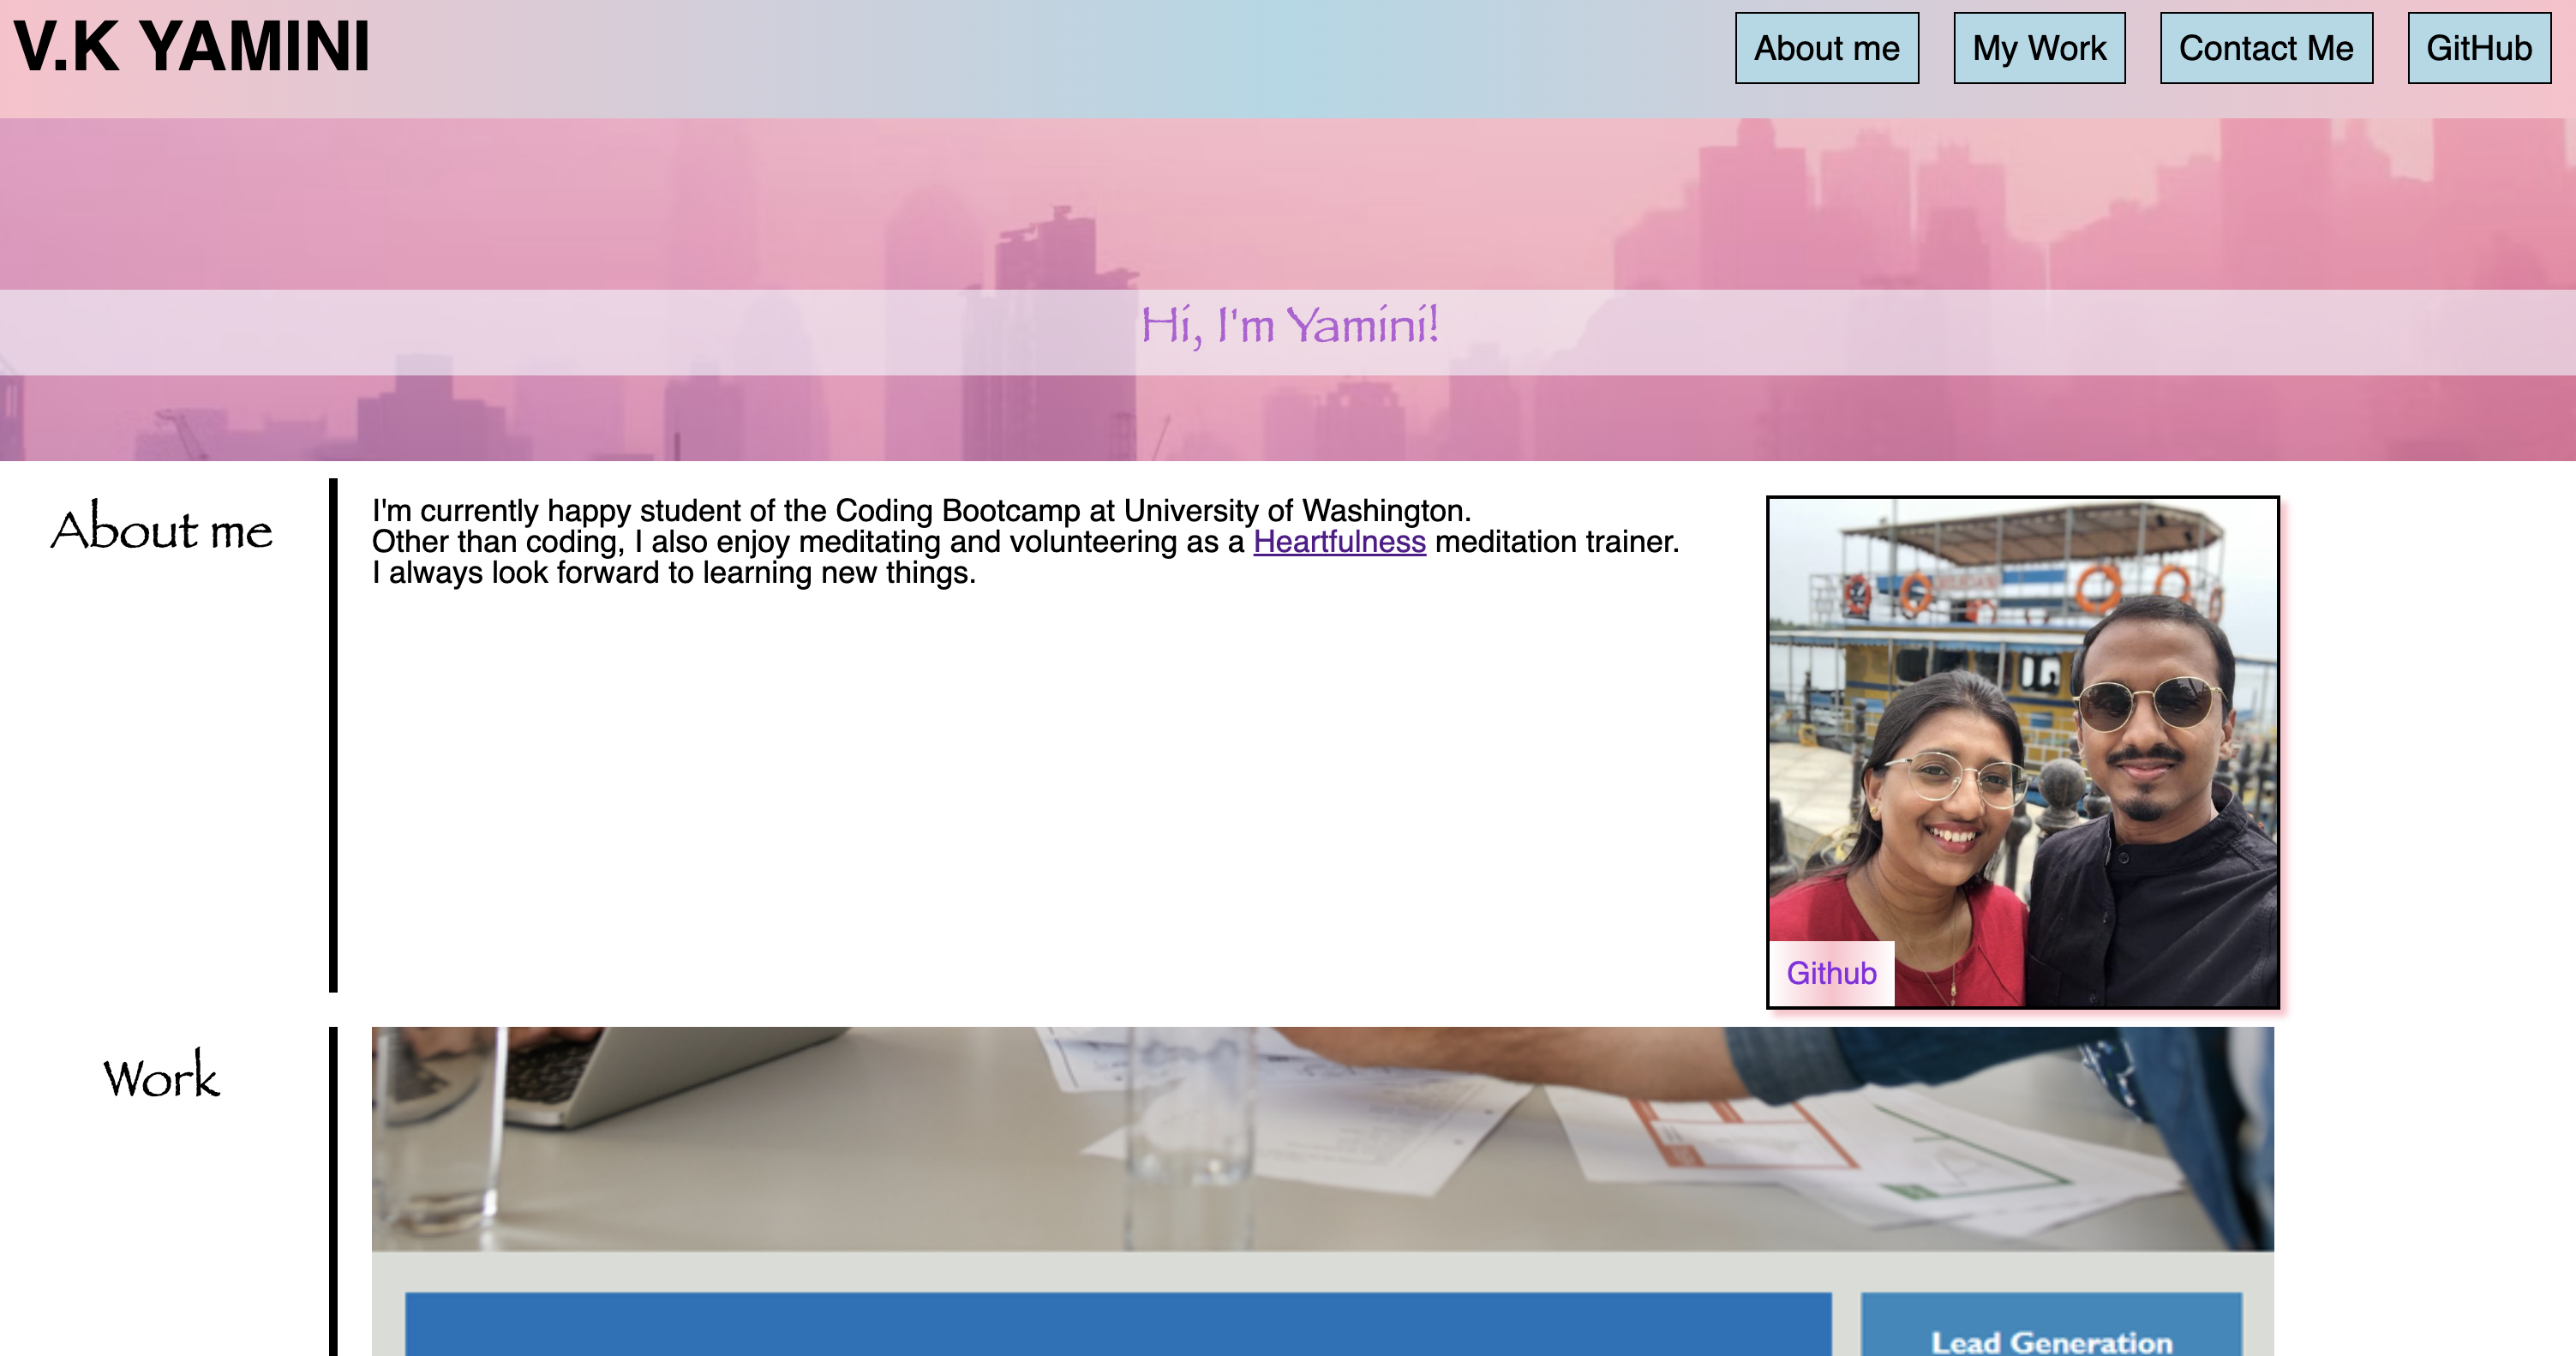 V.K YAMINI
About me
My Work
Contact Me
GitHub
Hi, I'm Yamini!
About me
I'm currently happy student of the Coding Bootcamp at University of Washington.
Other than coding, I also enjoy meditating and volunteering as a Heartfulness meditation trainer.
I always look forward to learning new things.
Github
Work
Lead Generation